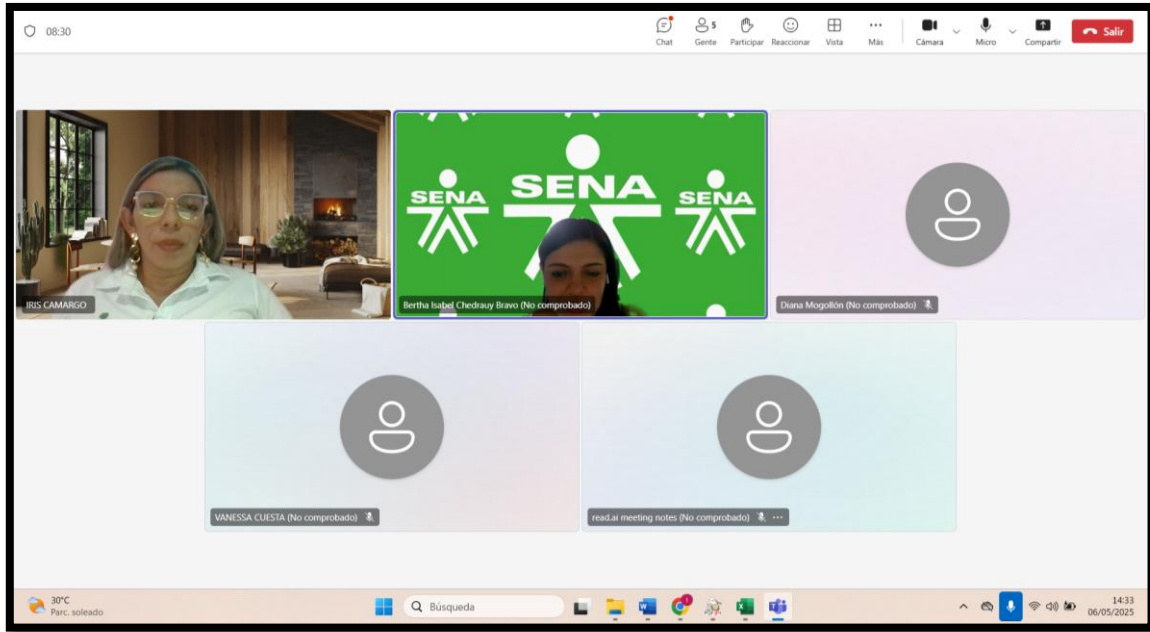 08:30
Chat
5
Gente
Participar
Reaccionar
Vista
Más
Cámara
Micro
Compartir
Salir
SENA
SENA
SENA
IRIS CAMARGO
Bertha Isabel Chedrauy Bravo (No comprobado)
Diana Mogollón (No comprobado)
VANESSA CUESTA (No comprobado)
read.ai meeting notes (No comprobado)
30°C
Parc. soleado
Búsqueda
14:33
06/05/2025